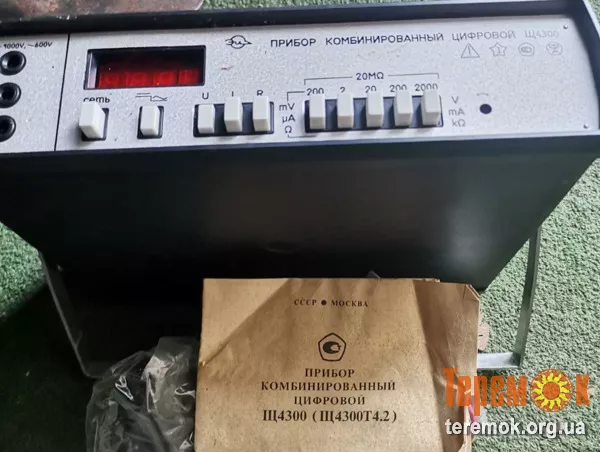 =1000V, ~600V
ПРИБОР КОМБИНИРОВАННЫЙ ЦИФРОВОЙ Щ4300
20MΩ
сеть
U I R
mV
µA
Ω
200 2 20 200 2000
V
mA
kΩ
СССР • МОСКВА
ПРИБОР
КОМБИНИРОВАННЫЙ
ЦИФРОВОЙ
Щ4300 (Щ4300Т4.2)
ТеремОк
teremok.org.ua